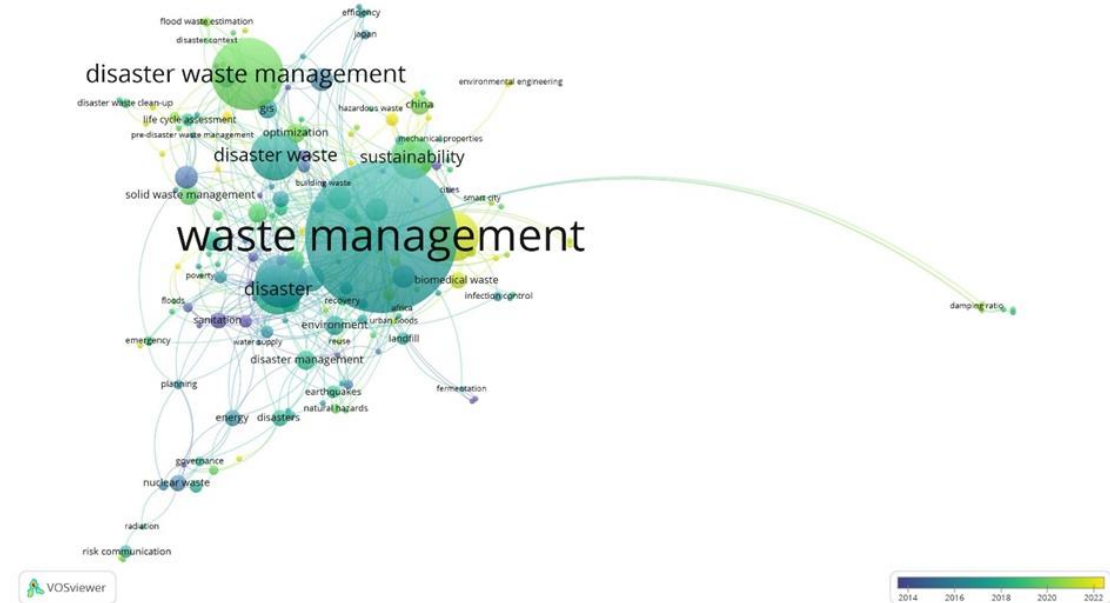 efficency
flood waste estimation
japan
disaster context
disaster waste management
environmental engineering
disaster waste clean-up
gis
hazardous waste
china
life cycle assessment
pre-disaster waste management
optimization
mechanical properties
disaster waste
sustainability
building waste
cities
solid waste management
smart city
waste management
poverty
biomedical waste
disaster
infection control
floods
recovery
africa
damping ratio
sanitation
environment
urban floods
emergency
water supply
reuse
landfill
disaster management
planning
fermentation
earthquakes
natural hazards
energy
disasters
governance
nuclear waste
radiation
risk communication
VOSviewer
2014 2016 2018 2020 2022